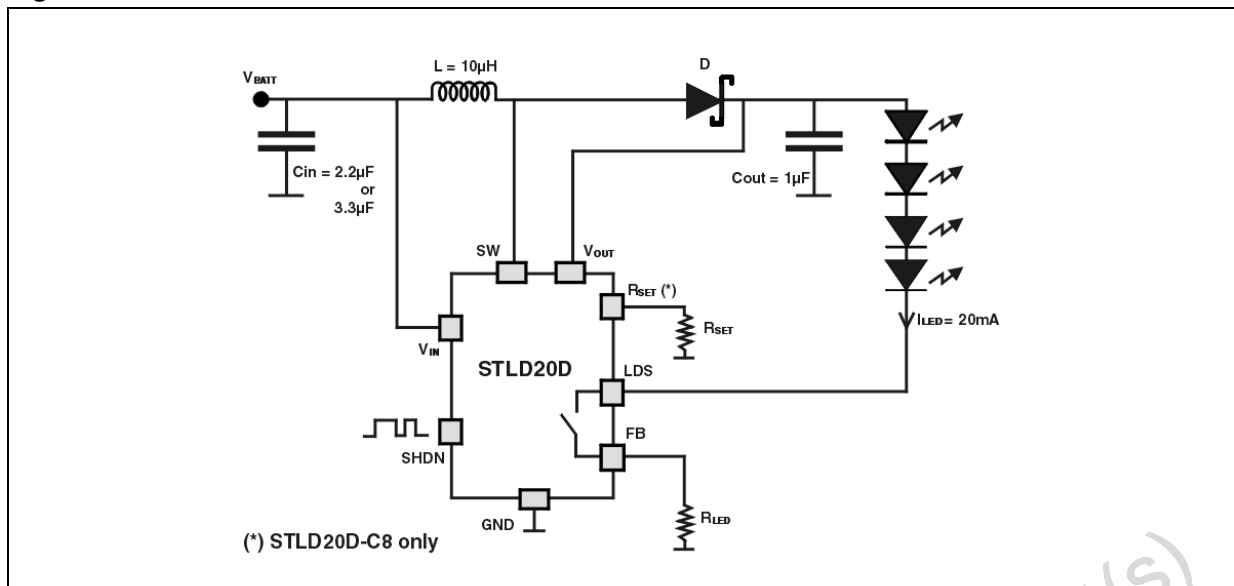 L = 10µH
D
VBATT
Cin = 2.2µF
or
3.3µF
Cout = 1µF
SW
VOUT
RSET (*)
RSET
ILED = 20mA
VIN
STLD20D
LDS
FB
SHDN
GND
RLED
(*) STLD20D-C8 only
(s)